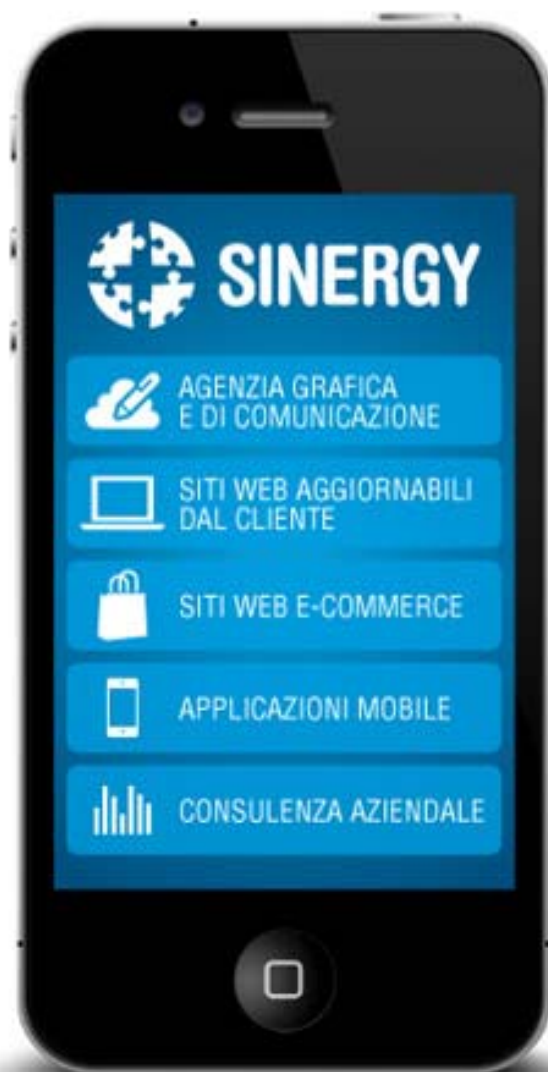 SINERGY
AGENZIA GRAFICA
E DI COMUNICAZIONE
SITI WEB AGGIORNABILI
DAL CLIENTE
SITI WEB E-COMMERCE
APPLICAZIONI MOBILE
CONSULENZA AZIENDALE